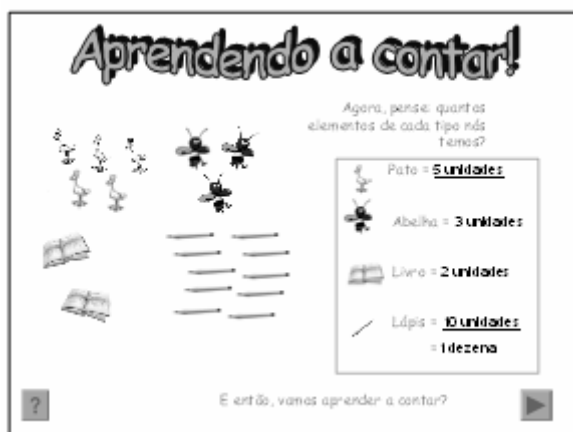 Aprendendo a contar!
Agora, pense: quantos
elementos de cada tipo nós
temos?
Pato = 5 unidades
Abelha = 3 unidades
Livro = 2 unidades
Lápis = 10 unidades
= 1 dezena
?
E então, vamos aprender a contar?